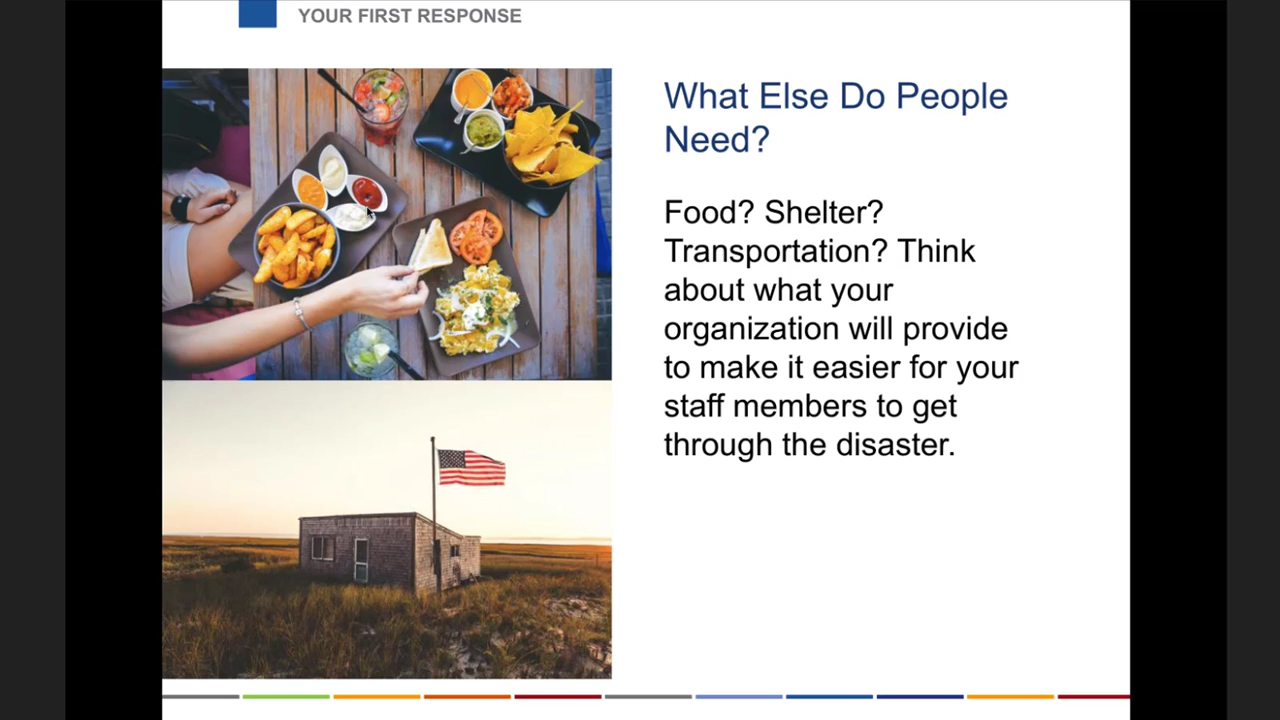 YOUR FIRST RESPONSE
What Else Do People
Need?
Food? Shelter?
Transportation? Think
about what your
organization will provide
to make it easier for your
staff members to get
through the disaster.